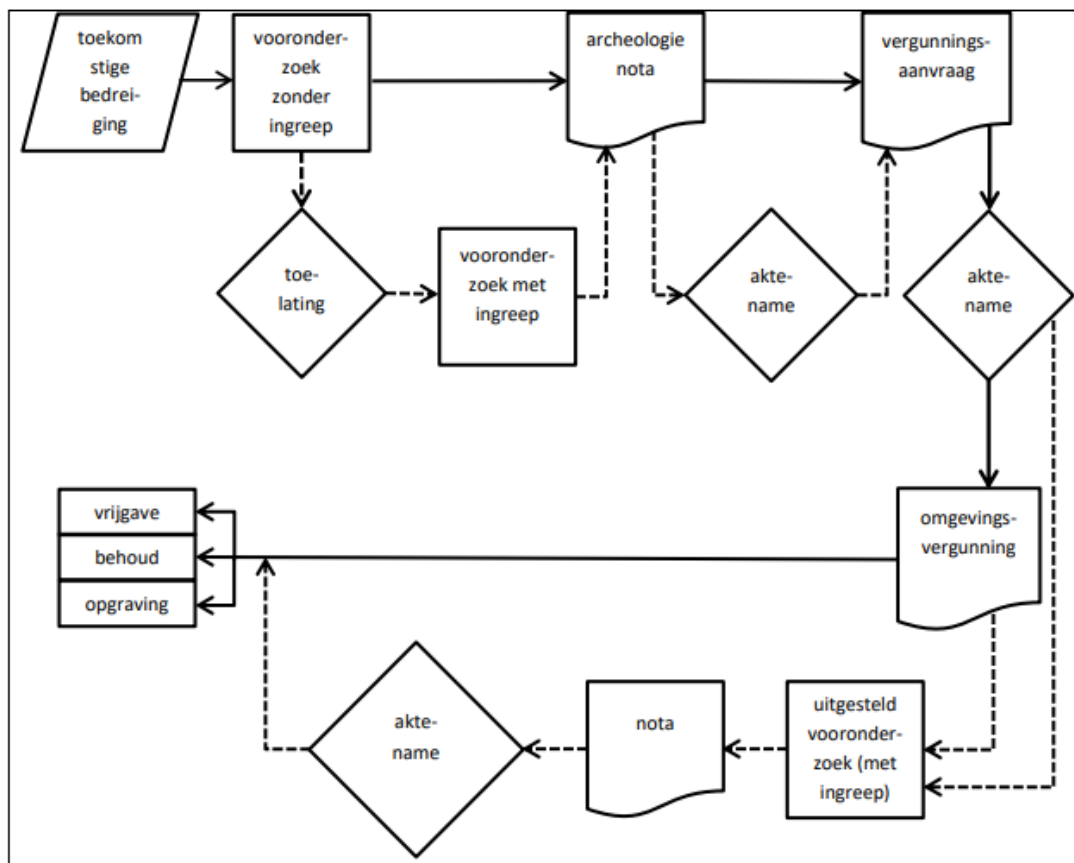 toekom
stige
bedrei-
ging
vooronder-
zoek
zonder
ingreep
archeologie
nota
vergunnings-
aanvraag
toe-
lating
vooronder-
zoek met
ingreep
akte-
name
akte-
name
vrijgave
behoud
opgraving
omgevings-
vergunning
akte-
name
nota
uitgesteld
vooronder-
zoek (met
ingreep)